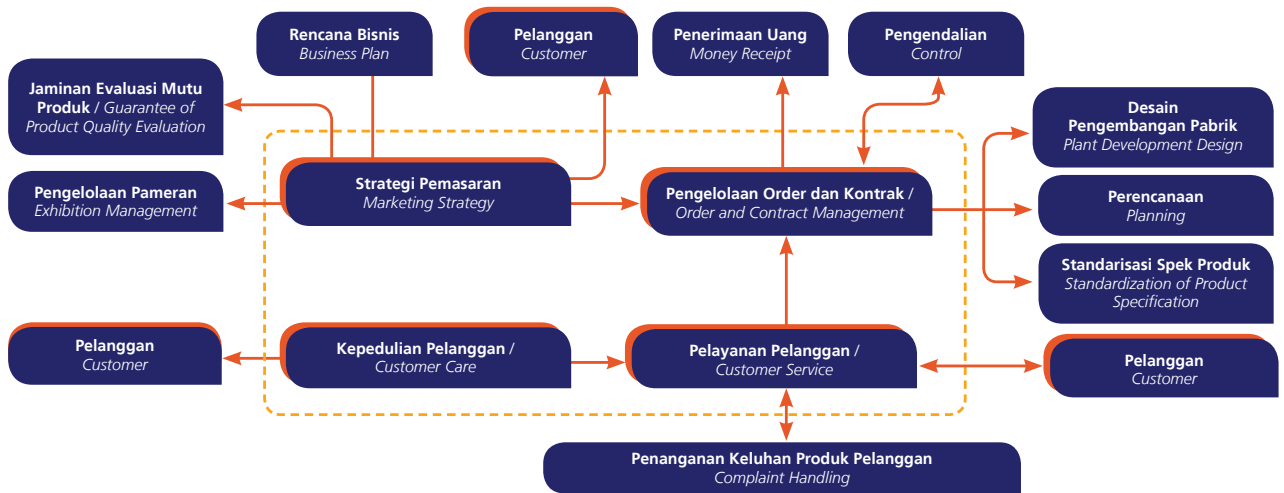 Rencana Bisnis
Business Plan
Pelanggan
Customer
Penerimaan Uang
Money Receipt
Pengendalian
Control
Jaminan Evaluasi Mutu
Produk / Guarantee of
Product Quality Evaluation
Desain
Pengembangan Pabrik
Plant Development Design
Strategi Pemasaran
Marketing Strategy
Pengelolaan Order dan Kontrak /
Order and Contract Management
Pengelolaan Pameran
Exhibition Management
Perencanaan
Planning
Standarisasi Spek Produk
Standardization of Product
Specification
Pelanggan
Customer
Kepedulian Pelanggan /
Customer Care
Pelayanan Pelanggan /
Customer Service
Pelanggan
Customer
Penanganan Keluhan Produk Pelanggan
Complaint Handling